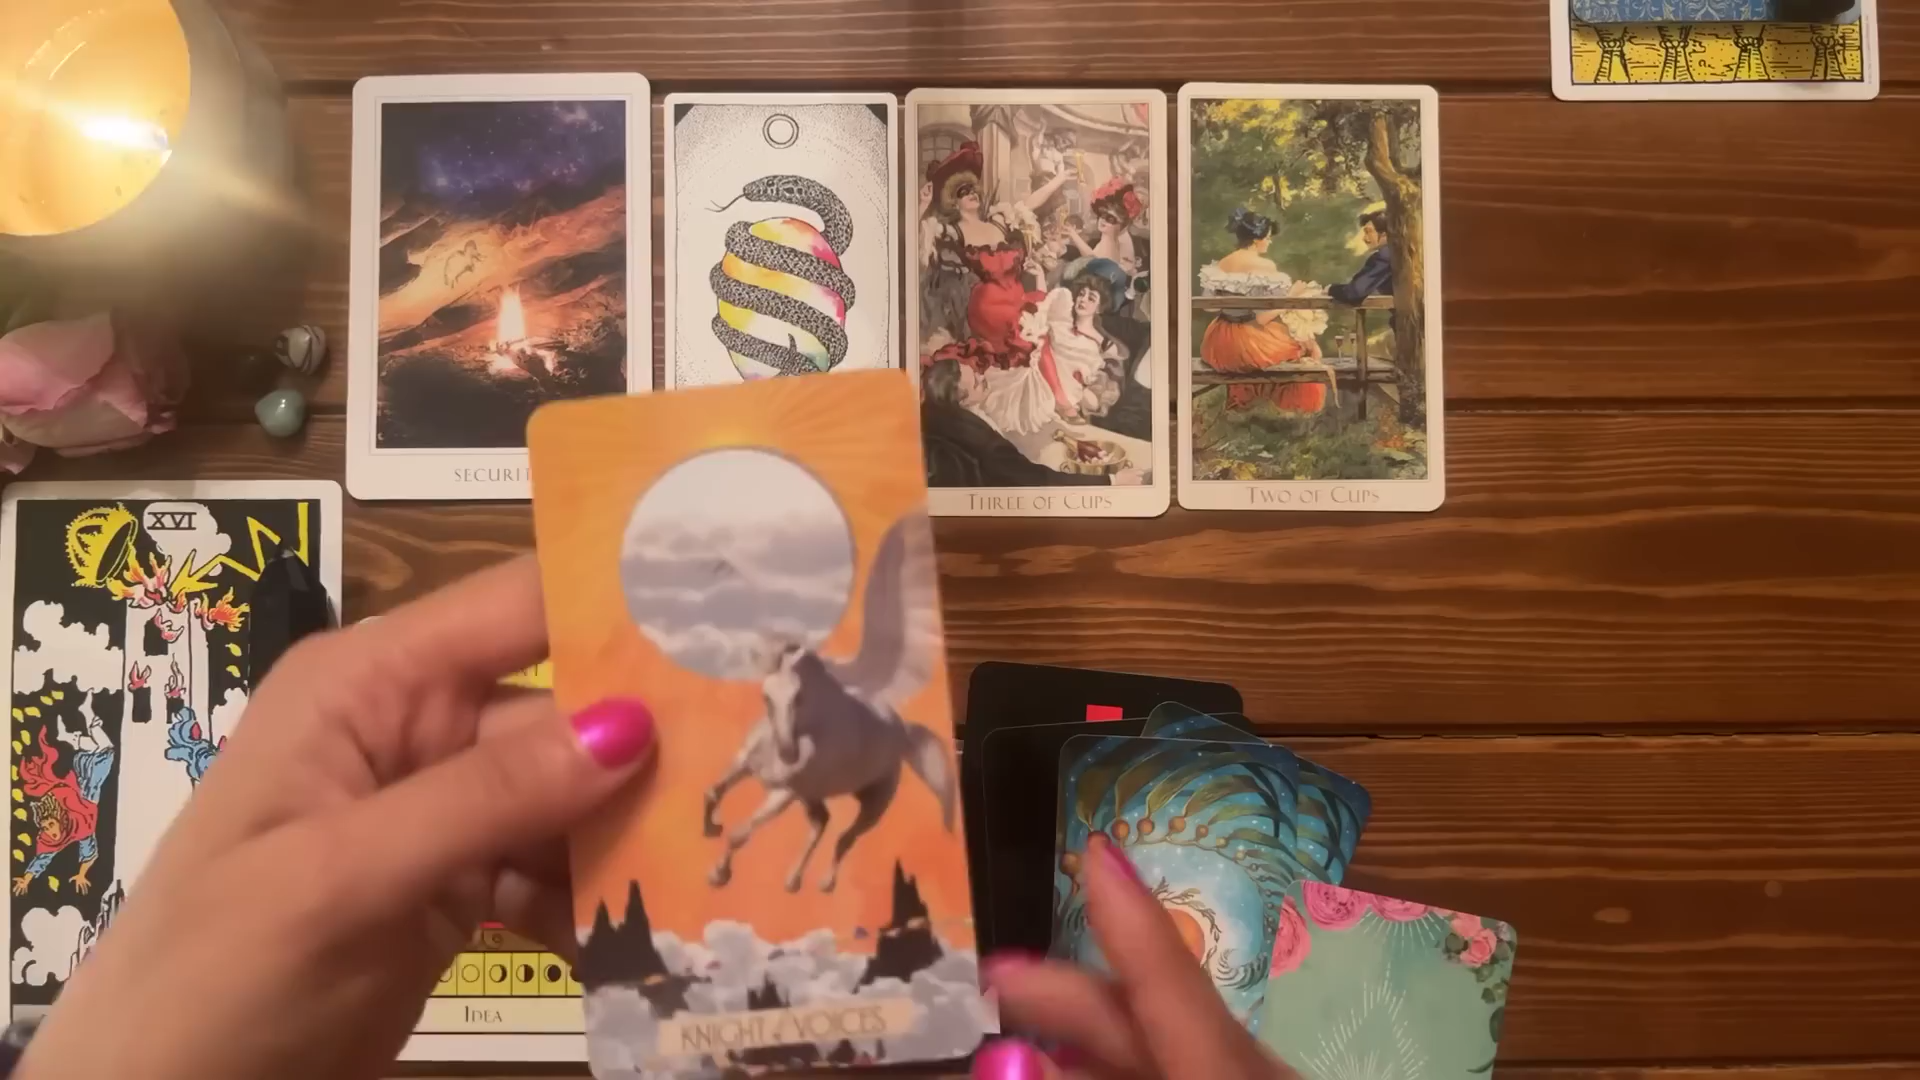 SECURIT
THREE OF CUPS
TWO OF CUPS
XVI
IDEA
KNIGHT of VOICES